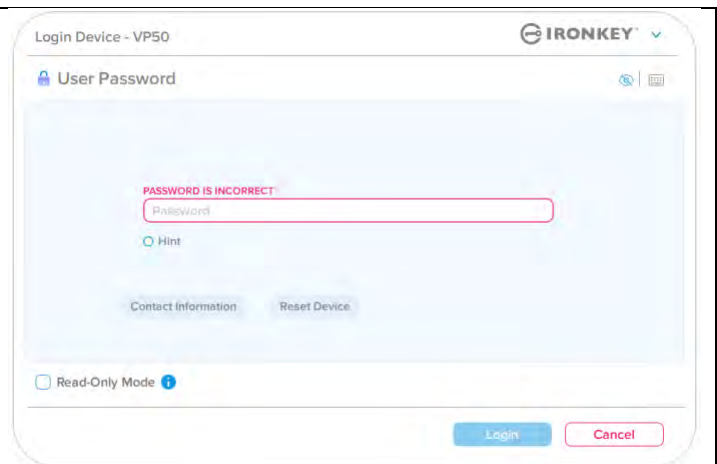 Login Device - VP50
IRONKEY
User Password
PASSWORD IS INCORRECT
Password
Hint
Contact Information Reset Device
Read-Only Mode
Login Cancel